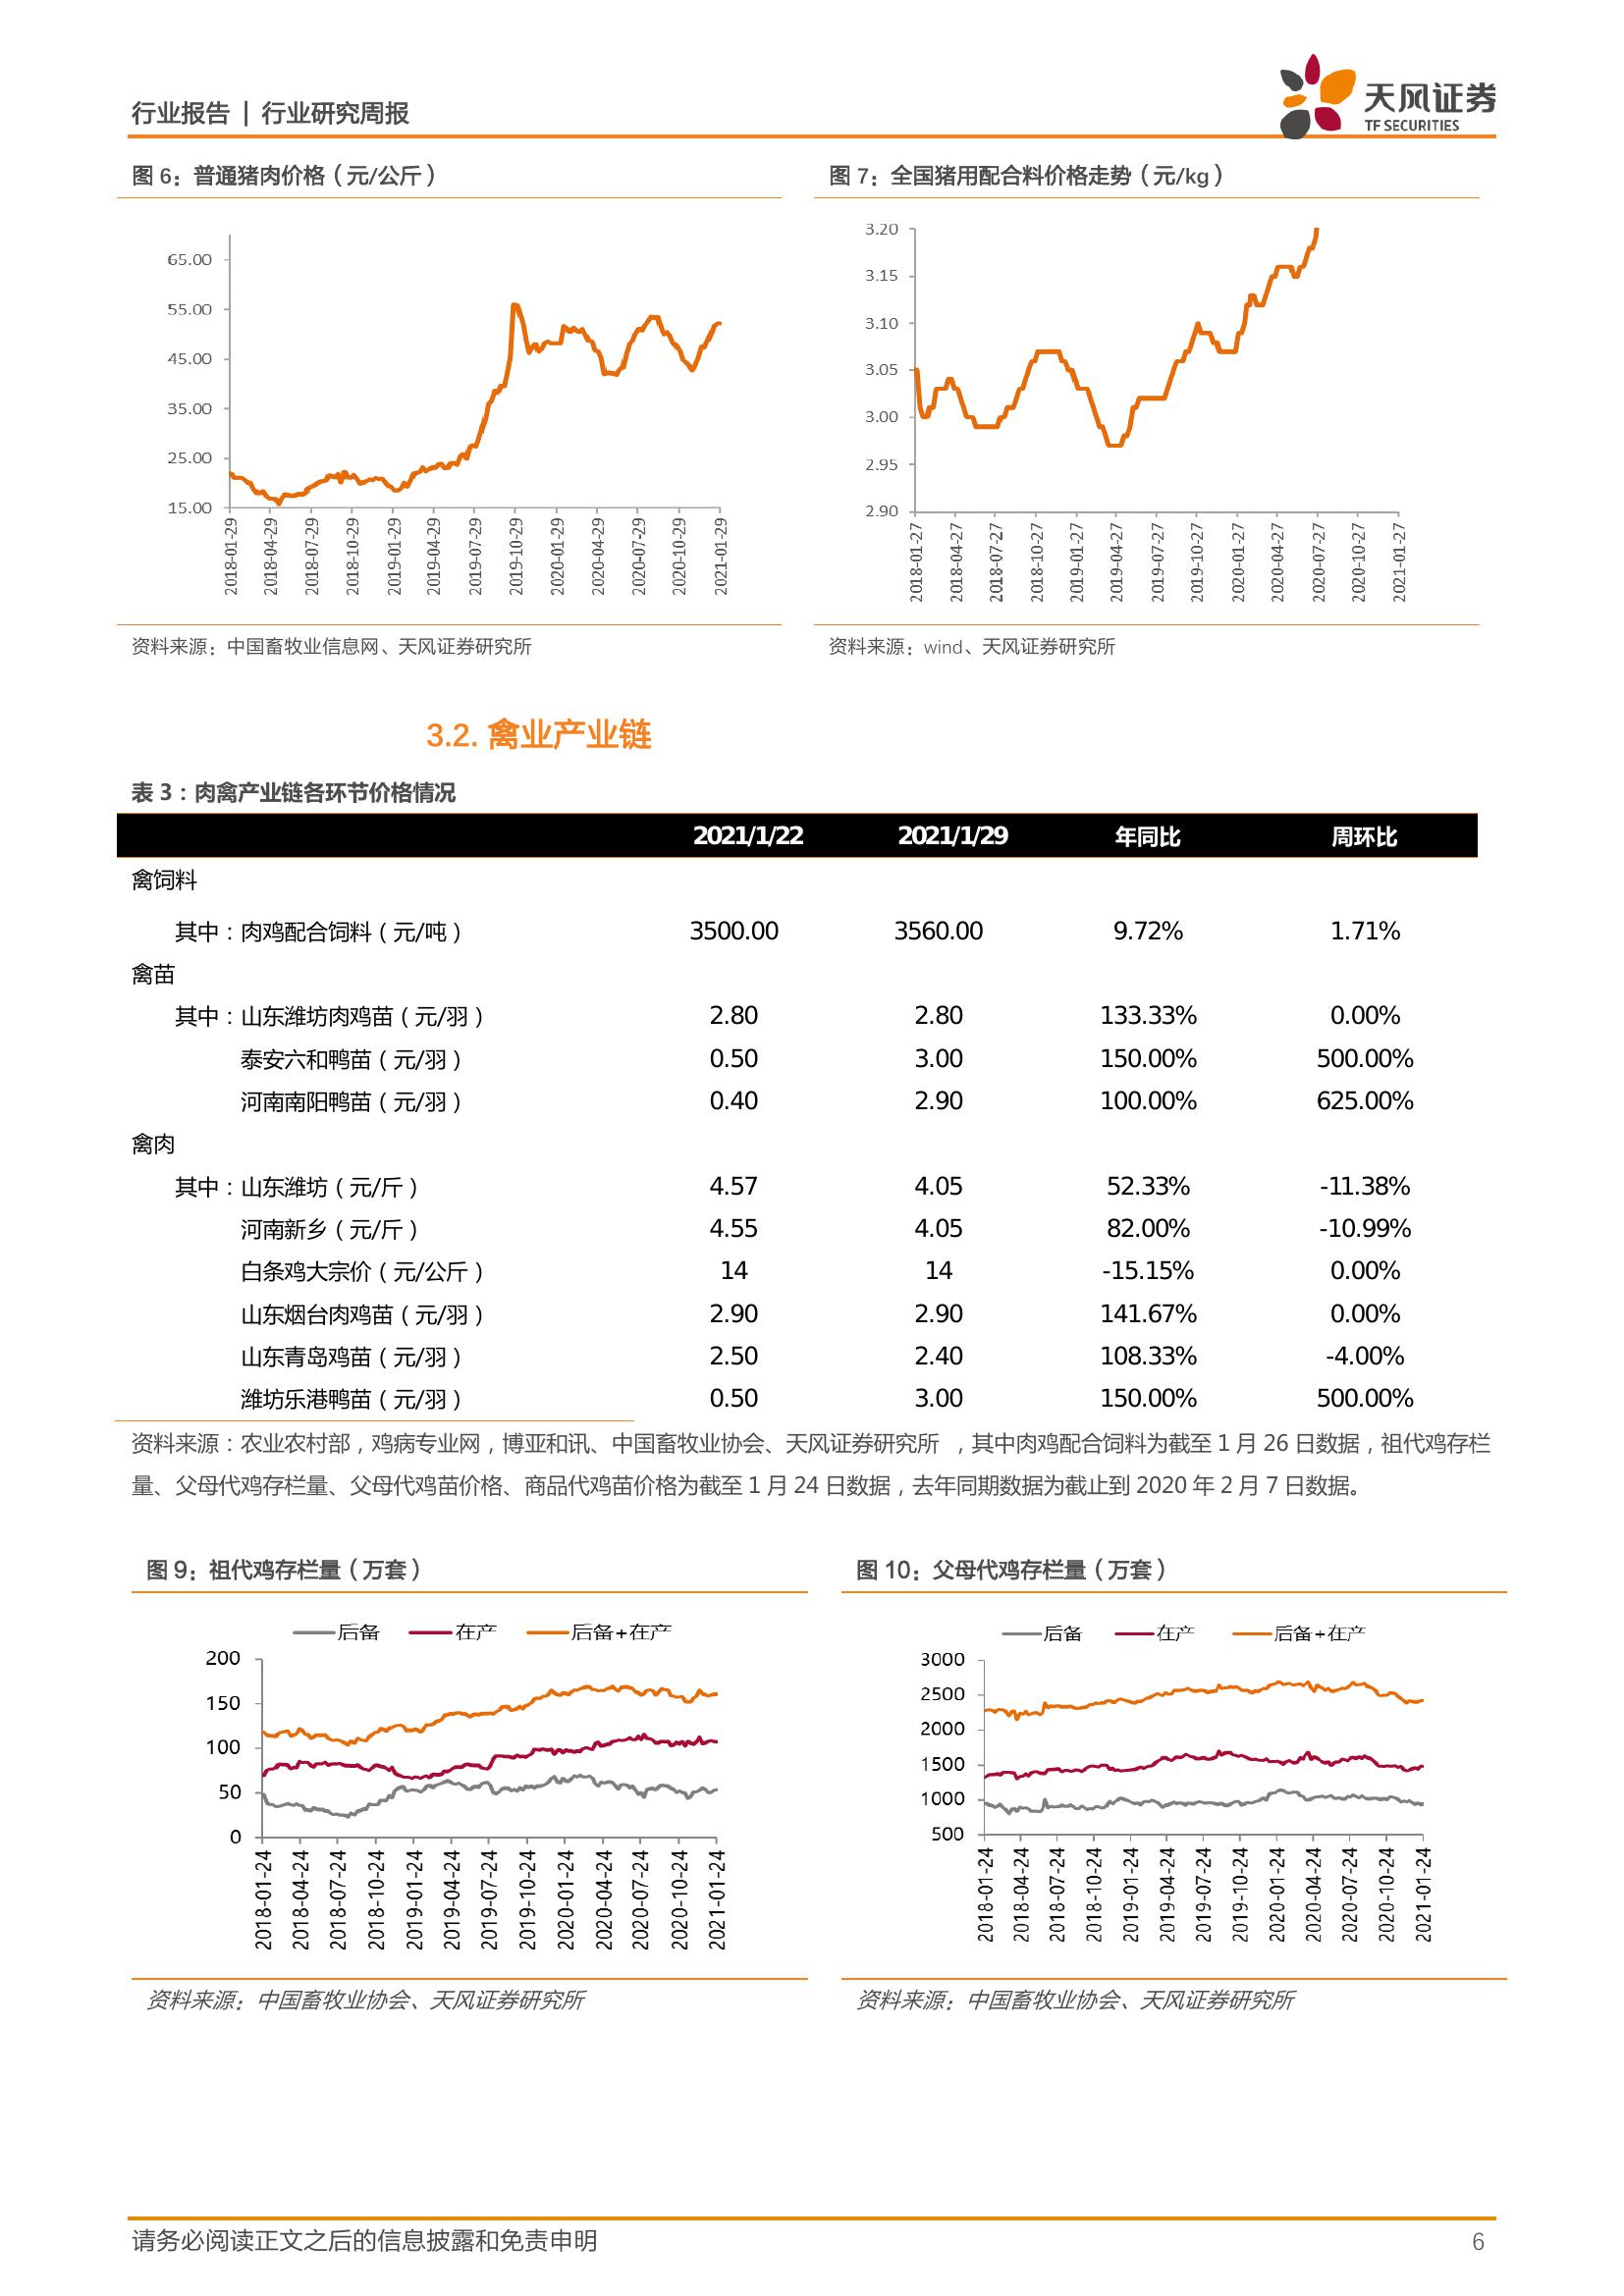 行业报告 | 行业研究周报
天风证券
TF SECURITIES
图 6：普通猪肉价格（元/公斤）
65.00
55.00
45.00
35.00
25.00
15.00
2018-01-29
2018-04-29
2018-07-29
2018-10-29
2019-01-29
2019-04-29
2019-07-29
2019-10-29
2020-01-29
2020-04-29
2020-07-29
2020-10-29
2021-01-29
资料来源：中国畜牧业信息网、天风证券研究所
图 7：全国猪用配合料价格走势（元/kg）
3.20
3.15
3.10
3.05
3.00
2.95
2.90
2018-01-27
2018-04-27
2018-07-27
2018-10-27
2019-01-27
2019-04-27
2019-07-27
2019-10-27
2020-01-27
2020-04-27
2020-07-27
2020-10-27
2021-01-27
资料来源：wind、天风证券研究所
3.2. 禽业产业链
表 3：肉禽产业链各环节价格情况
2021/1/22 2021/1/29 年同比 周环比
禽饲料
其中：肉鸡配合饲料（元/吨） 3500.00 3560.00 9.72% 1.71%
禽苗
其中：山东潍坊肉鸡苗（元/羽） 2.80 2.80 133.33% 0.00%
泰安六和鸭苗（元/羽） 0.50 3.00 150.00% 500.00%
河南南阳鸭苗（元/羽） 0.40 2.90 100.00% 625.00%
禽肉
其中：山东潍坊（元/斤） 4.57 4.05 52.33% -11.38%
河南新乡（元/斤） 4.55 4.05 82.00% -10.99%
白条鸡大宗价（元/公斤） 14 14 -15.15% 0.00%
山东烟台肉鸡苗（元/羽） 2.90 2.90 141.67% 0.00%
山东青岛鸡苗（元/羽） 2.50 2.40 108.33% -4.00%
潍坊乐港鸭苗（元/羽） 0.50 3.00 150.00% 500.00%
资料来源：农业农村部，鸡病专业网，博亚和讯、中国畜牧业协会、天风证券研究所 ，其中肉鸡配合饲料为截至 1 月 26 日数据，祖代鸡存栏
量、父母代鸡存栏量、父母代鸡苗价格、商品代鸡苗价格为截至 1 月 24 日数据，去年同期数据为截止到 2020 年 2 月 7 日数据。
图 9：祖代鸡存栏量（万套）
后备 在产 后备+在产
200
150
100
50
0
2018-01-24
2018-04-24
2018-07-24
2018-10-24
2019-01-24
2019-04-24
2019-07-24
2019-10-24
2020-01-24
2020-04-24
2020-07-24
2020-10-24
2021-01-24
资料来源：中国畜牧业协会、天风证券研究所
图 10：父母代鸡存栏量（万套）
后备 在产 后备+在产
3000
2500
2000
1500
1000
500
2018-01-24
2018-04-24
2018-07-24
2018-10-24
2019-01-24
2019-04-24
2019-07-24
2019-10-24
2020-01-24
2020-04-24
2020-07-24
2020-10-24
2021-01-24
资料来源：中国畜牧业协会、天风证券研究所
请务必阅读正文之后的信息披露和免责申明 6